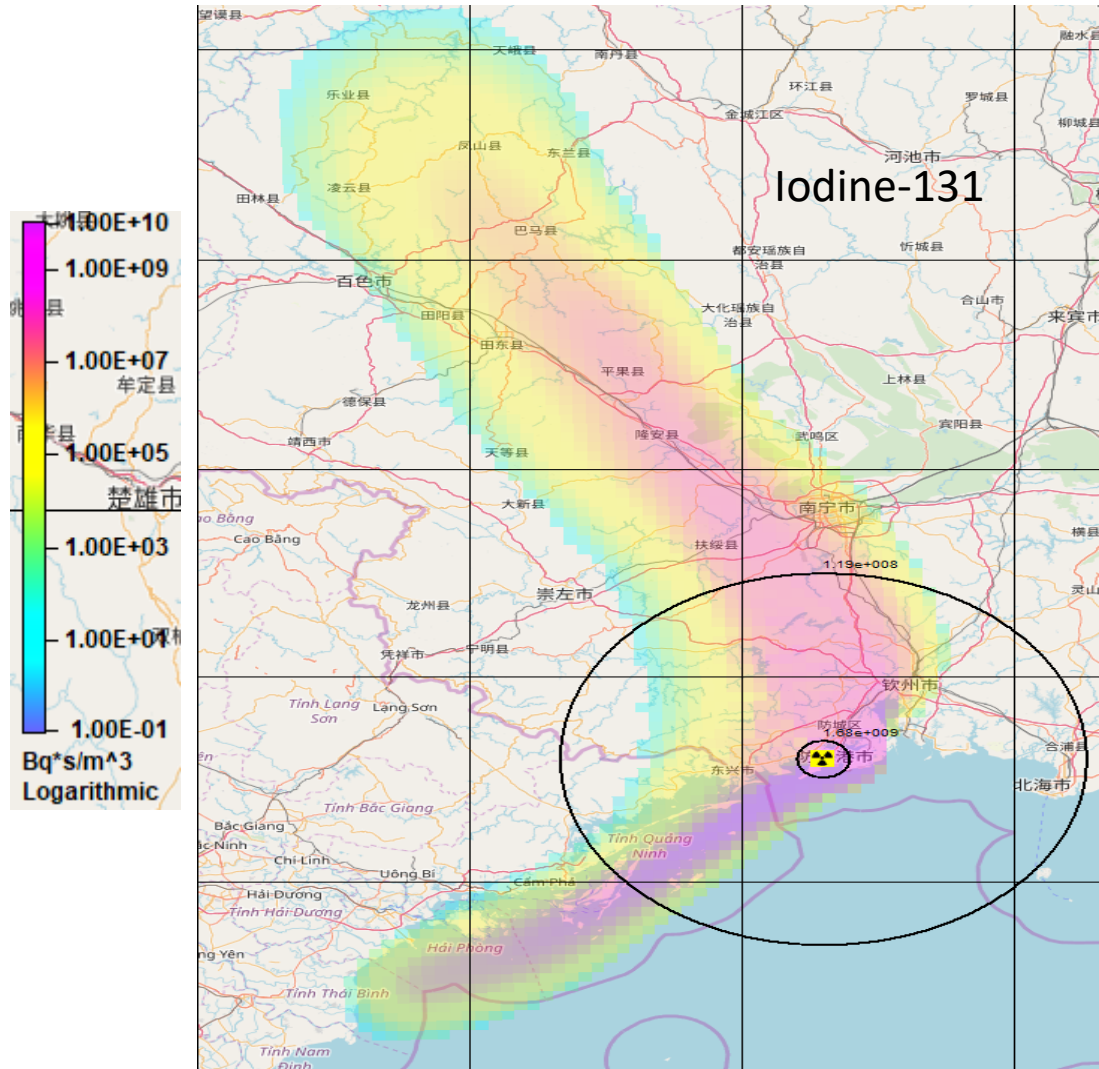 望谟县
天峨县
南丹县
融水县
乐业县
环江县
罗城县
金城江区
柳城县
凤山县
东兰县
河池市
凌云县
Iodine-131
田林县
巴马县
都安瑶族自
治县
忻城县
百色市
合山市
田阳县
大化瑶族自
治县
来宾市
田东县
平果县
上林县
德保县
隆安县
武鸣区
宾阳县
靖西市
天等县
大新县
南宁市
横县
Cao Bằng
扶绥县
1.19e+008
崇左市
灵山
龙州县
凭祥市
宁明县
钦州市
Tỉnh Lạng
Sơn
Lạng Sơn
防城区
1.68e+009
合浦县
东兴市
北海市
Tỉnh Bắc Giang
Bắc Giang
Tỉnh Quảng
Ninh
Chí Linh
Uông Bí
Cẩm Phả
Hải Dương
Tỉnh Hải Dương
Hải Phòng
Tỉnh Thái Bình
Tỉnh Nam
Định
1.00E+10
1.00E+09
1.00E+07
牟定县
1.00E+05
楚雄市
1.00E+03
1.00E+01
1.00E-01
Bq*s/m^3
Logarithmic